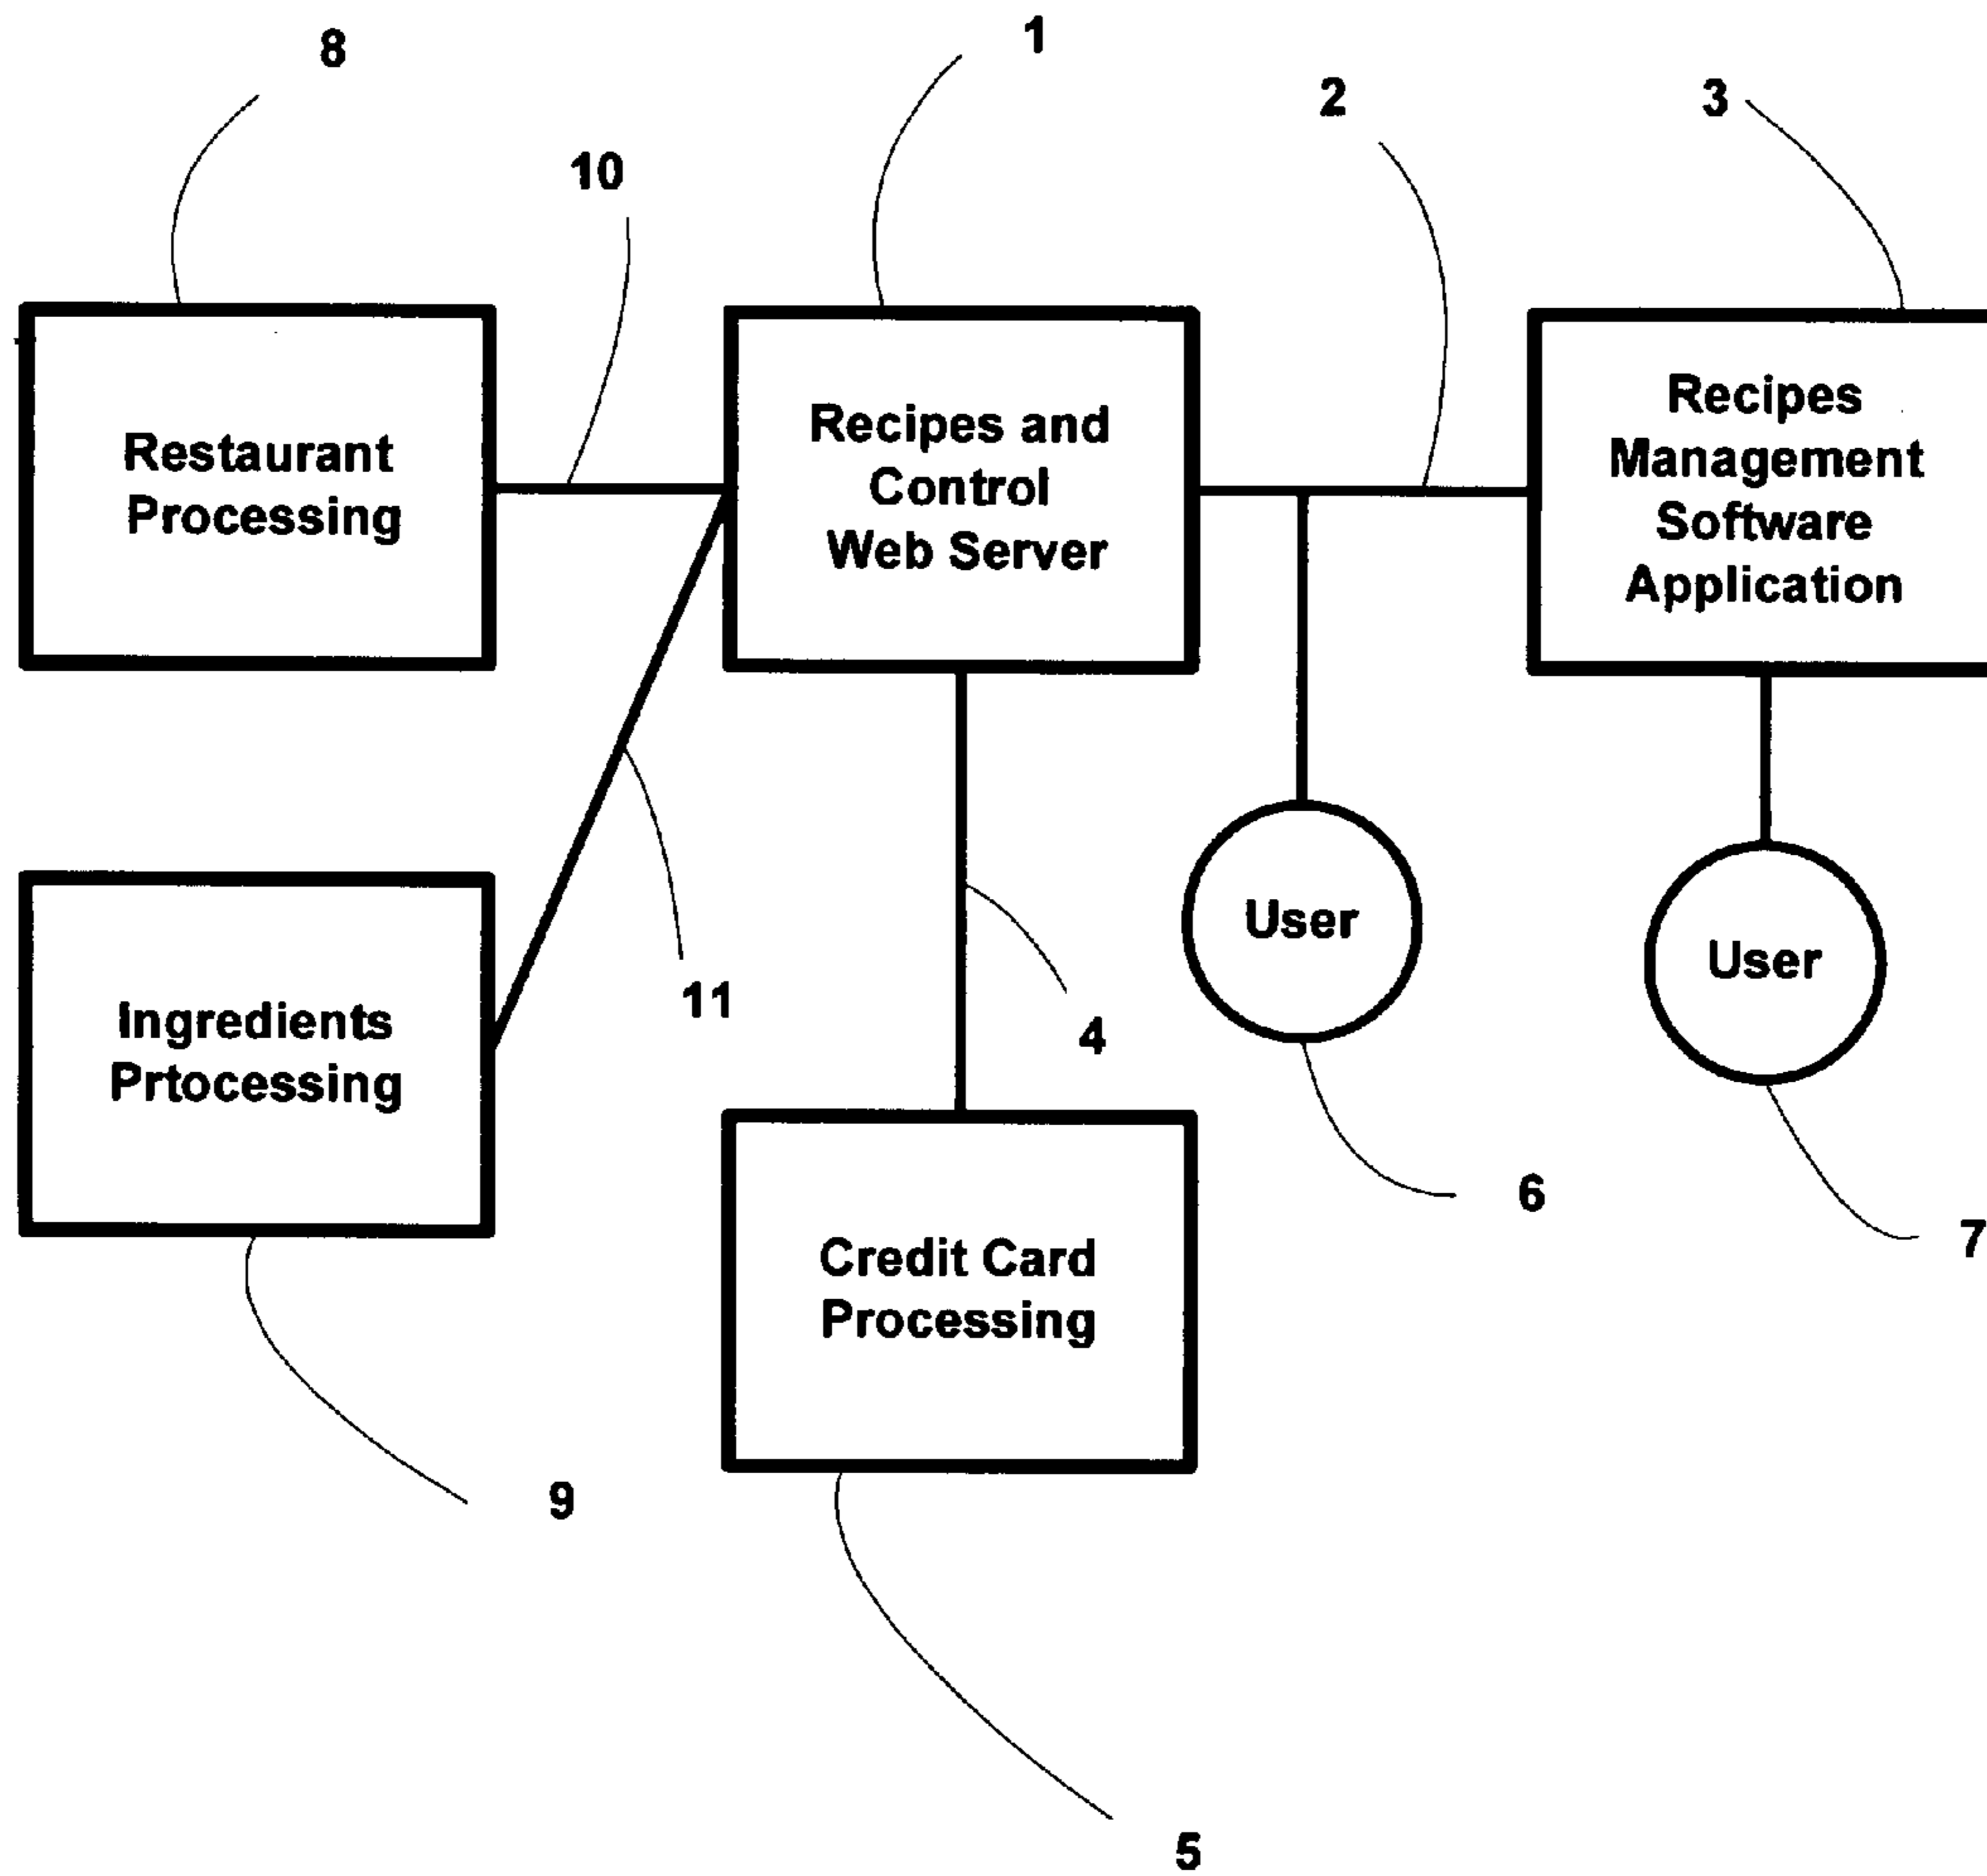 8
1
2
3
10
Restaurant
Processing
Recipes and
Control
Web Server
Recipes
Management
Software
Application
User
User
11
4
Ingredients
Prtocessing
6
7
Credit Card
Processing
9
5